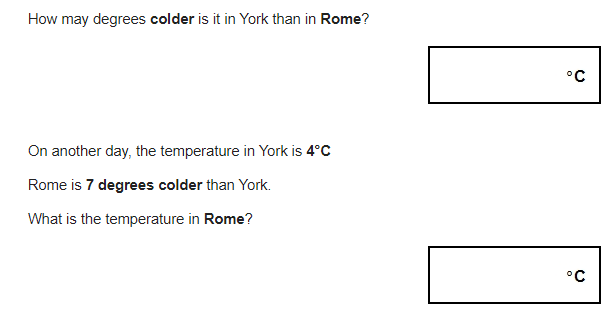 How may degrees colder is it in York than in Rome?
°C
On another day, the temperature in York is 4°C
Rome is 7 degrees colder than York.
What is the temperature in Rome?
°C